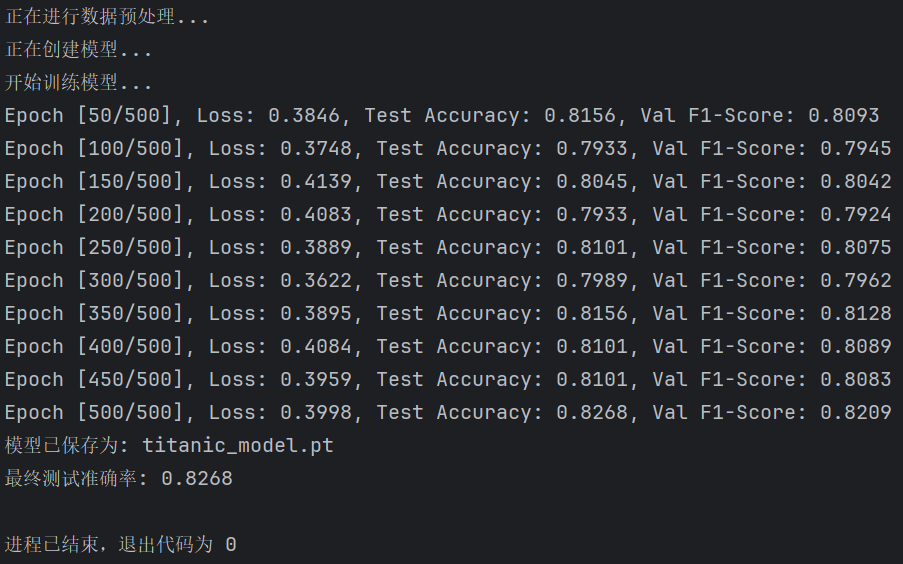 正在进行数据预处理...
正在创建模型...
开始训练模型...
Epoch [50/500], Loss: 0.3846, Test Accuracy: 0.8156, Val F1-Score: 0.8093
Epoch [100/500], Loss: 0.3748, Test Accuracy: 0.7933, Val F1-Score: 0.7945
Epoch [150/500], Loss: 0.4139, Test Accuracy: 0.8045, Val F1-Score: 0.8042
Epoch [200/500], Loss: 0.4083, Test Accuracy: 0.7933, Val F1-Score: 0.7924
Epoch [250/500], Loss: 0.3889, Test Accuracy: 0.8101, Val F1-Score: 0.8075
Epoch [300/500], Loss: 0.3622, Test Accuracy: 0.7989, Val F1-Score: 0.7962
Epoch [350/500], Loss: 0.3895, Test Accuracy: 0.8156, Val F1-Score: 0.8128
Epoch [400/500], Loss: 0.4084, Test Accuracy: 0.8101, Val F1-Score: 0.8089
Epoch [450/500], Loss: 0.3959, Test Accuracy: 0.8101, Val F1-Score: 0.8083
Epoch [500/500], Loss: 0.3998, Test Accuracy: 0.8268, Val F1-Score: 0.8209
模型已保存为: titanic_model.pt
最终测试准确率: 0.8268
进程已结束，退出代码为 0